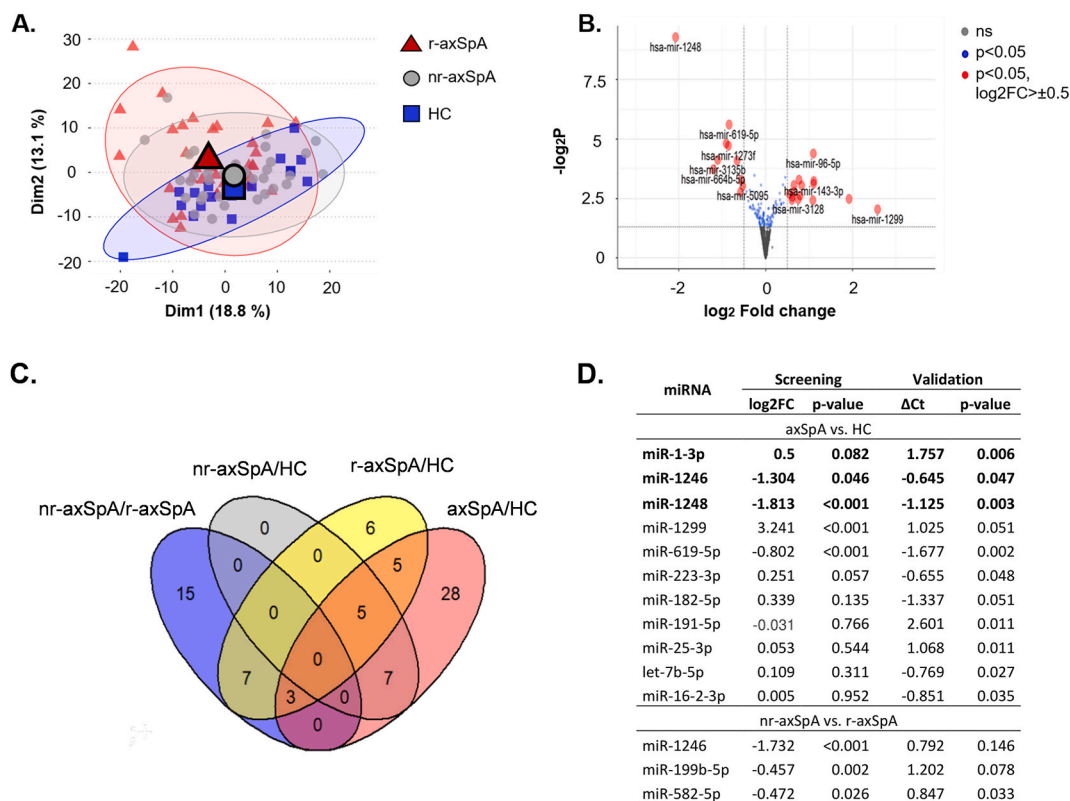 A.
30
20
10
0
-10
-20
Dim2 (13.1 %)
-20
-10
0
10
20
Dim1 (18.8 %)
r-axSpA
nr-axSpA
HC
B.
hsa-mir-1248
7.5
5
2.5
0
-log2P
hsa-mir-619-5p
hsa-mir-1273f
hsa-mir-3135b
hsa-mir-664b-5p
hsa-mir-5095
hsa-mir-96-5p
hsa-mir-143-3p
hsa-mir-3128
hsa-mir-1299
-2
0
2
log2 Fold change
ns
p<0.05
p<0.05,
log2FC>±0.5
C.
nr-axSpA/HC
r-axSpA/HC
nr-axSpA/r-axSpA
axSpA/HC
0
6
0
0
5
15
28
0
5
0
7
7
3
0
0
D.
miRNA Screening Validation
log2FC p-value ΔCt p-value
axSpA vs. HC
miR-1-3p 0.5 0.082 1.757 0.006
miR-1246 -1.304 0.046 -0.645 0.047
miR-1248 -1.813 <0.001 -1.125 0.003
miR-1299 3.241 <0.001 1.025 0.051
miR-619-5p -0.802 <0.001 -1.677 0.002
miR-223-3p 0.251 0.057 -0.655 0.048
miR-182-5p 0.339 0.135 -1.337 0.051
miR-191-5p -0.031 0.766 2.601 0.011
miR-25-3p 0.053 0.544 1.068 0.011
let-7b-5p 0.109 0.311 -0.769 0.027
miR-16-2-3p 0.005 0.952 -0.851 0.035
nr-axSpA vs. r-axSpA
miR-1246 -1.732 <0.001 0.792 0.146
miR-199b-5p -0.457 0.002 1.202 0.078
miR-582-5p -0.472 0.026 0.847 0.033